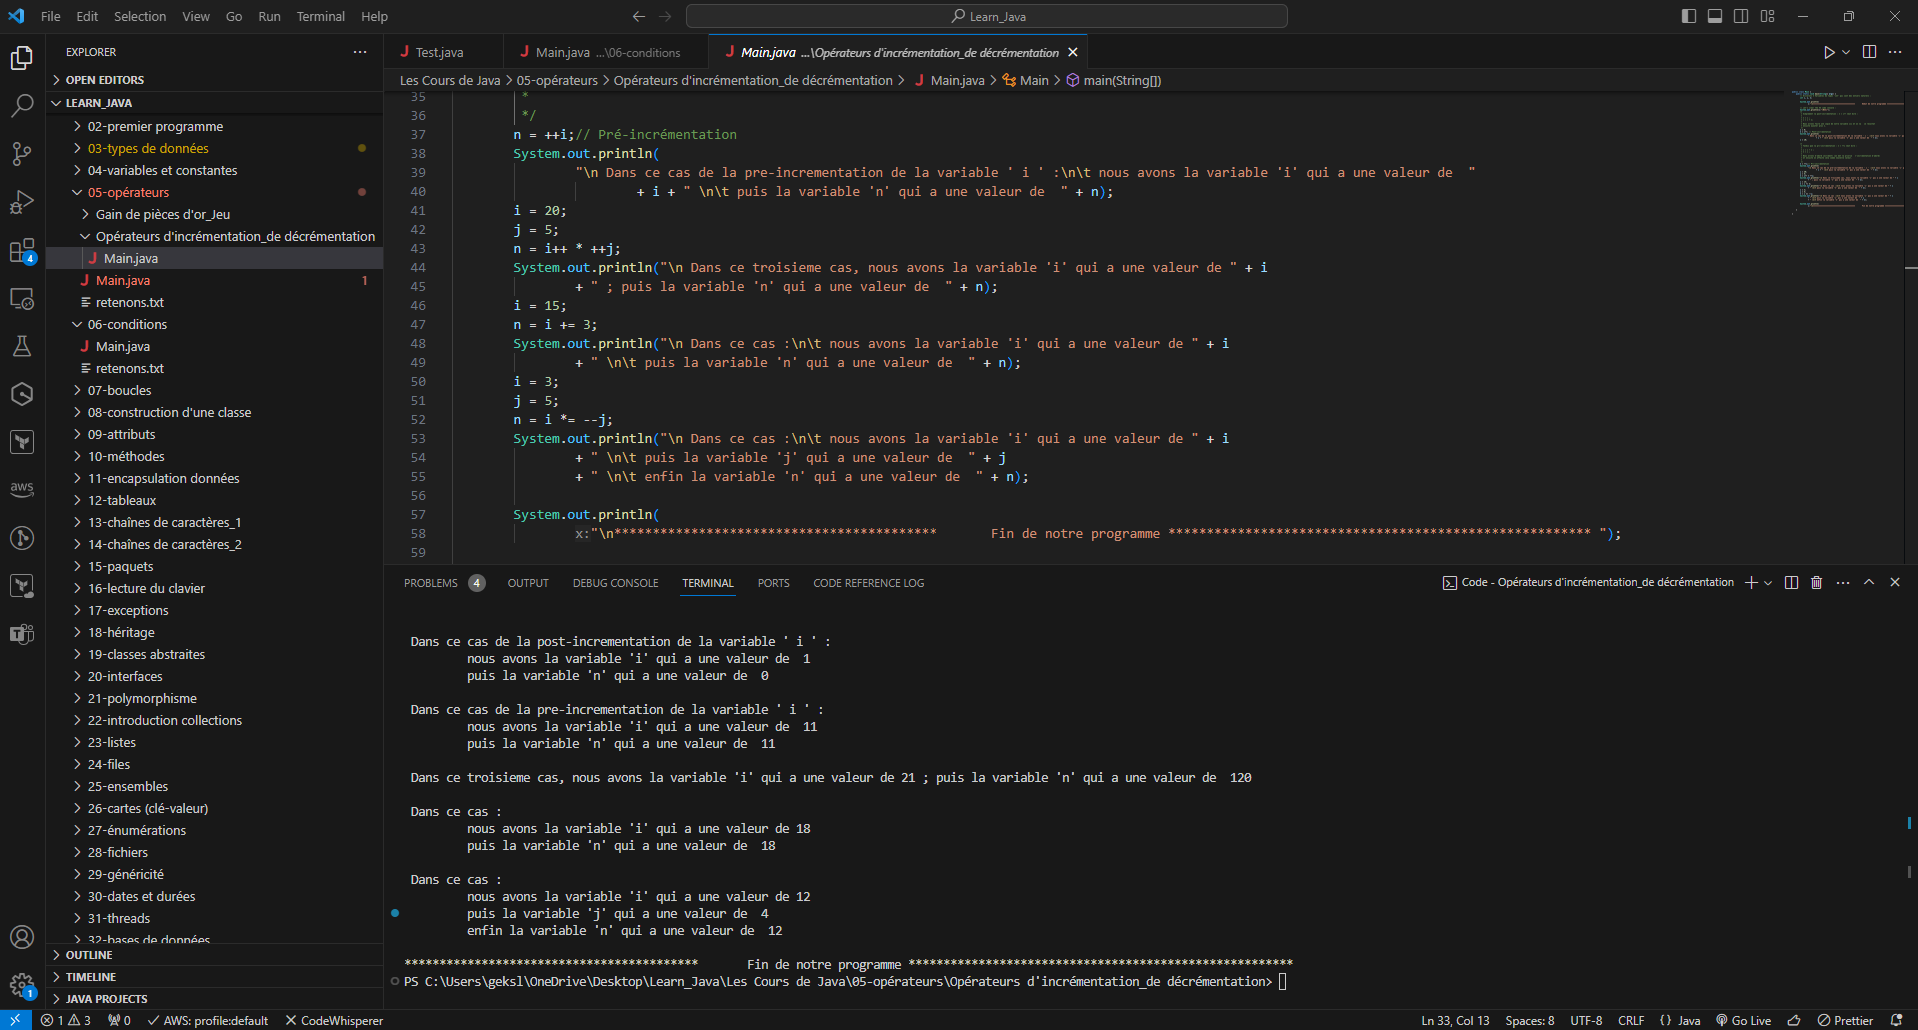 File Edit Selection View Go Run Terminal Help
Learn_Java
EXPLORER
OPEN EDITORS
LEARN_JAVA
02-premier programme
03-types de données
04-variables et constantes
05-opérateurs
Gain de pièces d'or_Jeu
Opérateurs d'incrémentation_de décrémentation
Main.java
Main.java 1
retenons.txt
06-conditions
Main.java
retenons.txt
07-boucles
08-construction d'une classe
09-attributs
10-méthodes
11-encapsulation données
12-tableaux
13-chaînes de caractères_1
14-chaînes de caractères_2
15-paquets
16-lecture du clavier
17-exceptions
18-héritage
19-classes abstraites
20-interfaces
21-polymorphisme
22-introduction collections
23-listes
24-files
25-ensembles
26-cartes (clé-valeur)
27-énumérations
28-fichiers
29-généricité
30-dates et durées
31-threads
32-bases de données
OUTLINE
TIMELINE
JAVA PROJECTS
4
aws
1
Test.java Main.java ...\06-conditions Main.java ...\Opérateurs d'incrémentation_de décrémentation
Les Cours de Java > 05-opérateurs > Opérateurs d'incrémentation_de décrémentation > Main.java > Main > main(String[])
35 *
36 */
37 n = ++i;// Pré-incrémentation
38 System.out.println(
39 "\n Dans ce cas de la pre-incrementation de la variable ' i ' :\n\t nous avons la variable 'i' qui a une valeur de  "
40 + i + " \n\t puis la variable 'n' qui a une valeur de  " + n);
41 i = 20;
42 j = 5;
43 n = i++ * ++j;
44 System.out.println("\n Dans ce troisieme cas, nous avons la variable 'i' qui a une valeur de " + i
45 + " ; puis la variable 'n' qui a une valeur de  " + n);
46 i = 15;
47 n = i += 3;
48 System.out.println("\n Dans ce cas :\n\t nous avons la variable 'i' qui a une valeur de " + i
49 + " \n\t puis la variable 'n' qui a une valeur de  " + n);
50 i = 3;
51 j = 5;
52 n = i *= --j;
53 System.out.println("\n Dans ce cas :\n\t nous avons la variable 'i' qui a une valeur de " + i
54 + " \n\t puis la variable 'j' qui a une valeur de  " + j
55 + " \n\t enfin la variable 'n' qui a une valeur de  " + n);
56
57 System.out.println(
58 x:"\n****************************************** Fin de notre programme ******************************************************* ");
59
PROBLEMS 4 OUTPUT DEBUG CONSOLE TERMINAL PORTS CODE REFERENCE LOG
Code - Opérateurs d'incrémentation_de décrémentation
Dans ce cas de la post-incrementation de la variable ' i ' :
nous avons la variable 'i' qui a une valeur de  1
puis la variable 'n' qui a une valeur de  0
Dans ce cas de la pre-incrementation de la variable ' i ' :
nous avons la variable 'i' qui a une valeur de  11
puis la variable 'n' qui a une valeur de  11
Dans ce troisieme cas, nous avons la variable 'i' qui a une valeur de 21 ; puis la variable 'n' qui a une valeur de  120
Dans ce cas :
nous avons la variable 'i' qui a une valeur de 18
puis la variable 'n' qui a une valeur de  18
Dans ce cas :
nous avons la variable 'i' qui a une valeur de 12
puis la variable 'j' qui a une valeur de  4
enfin la variable 'n' qui a une valeur de  12
****************************************** Fin de notre programme *******************************************************
PS C:\Users\geksl\OneDrive\Desktop\Learn_Java\Les Cours de Java\05-opérateurs\Opérateurs d'incrémentation_de décrémentation>
1 3 0 AWS: profile:default CodeWhisperer
Ln 33, Col 13 Spaces: 8 UTF-8 CRLF {} Java Go Live Prettier